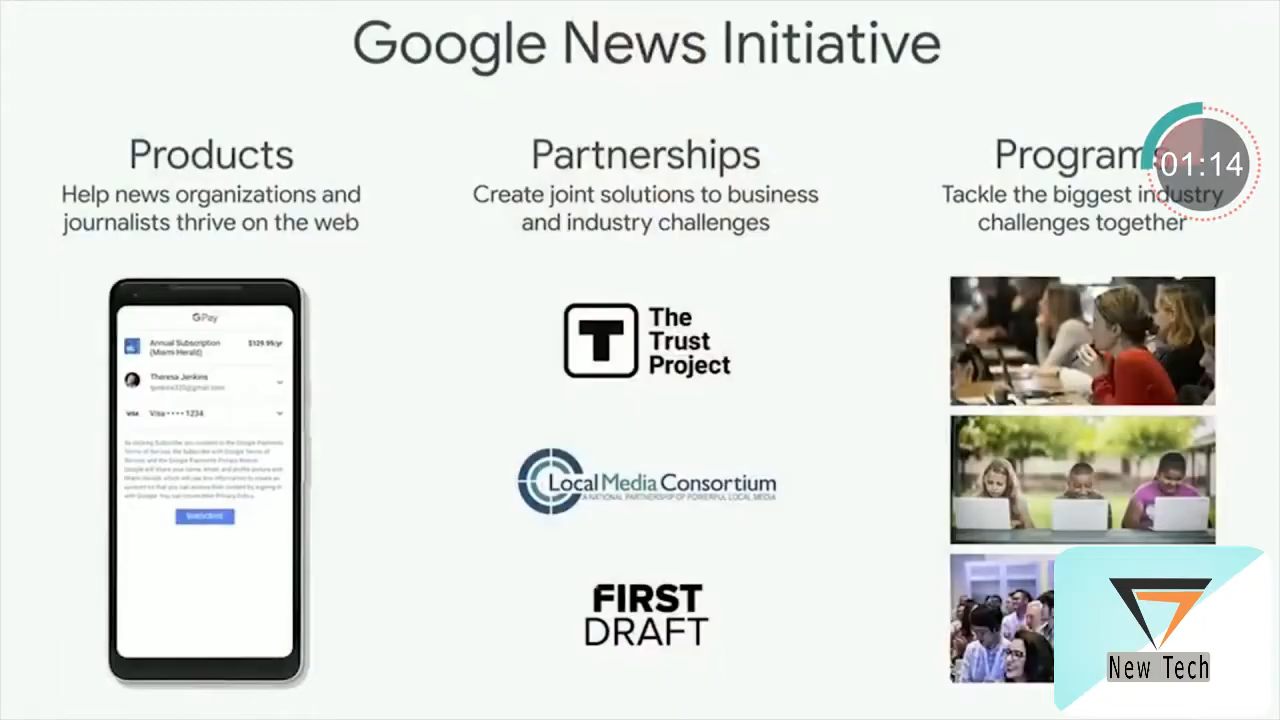 Google News Initiative
Products
Help news organizations and
journalists thrive on the web
Partnerships
Create joint solutions to business
and industry challenges
Programs
Tackle the biggest industry
challenges together
01:14
G Pay
Annual Subscription
(Miami Herald)
$129.99/yr
Theresa Jenkins
VISA
Visa •••• 1234
The
Trust
Project
Local Media Consortium
A NATIONAL PARTNERSHIP OF POWERFUL LOCAL MEDIA
FIRST
DRAFT
New Tech